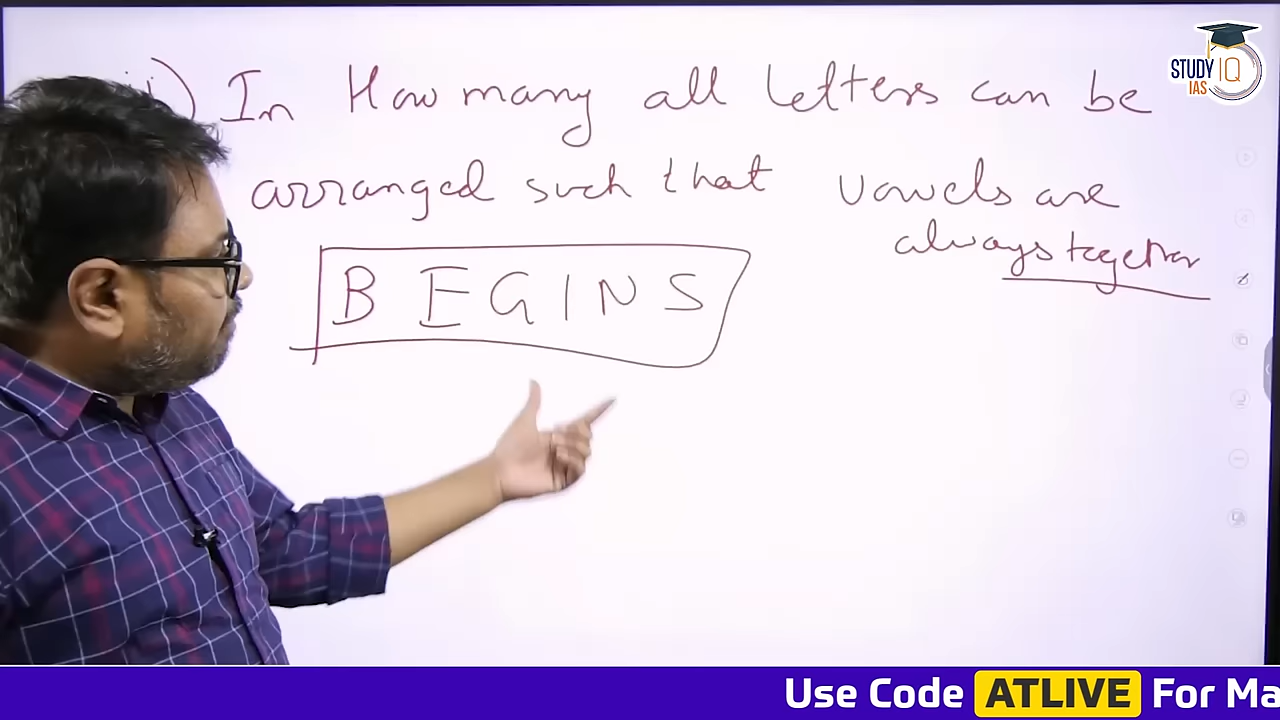 ii) In How many all letters can be
arranged such that vowels are
always together
BEGINS
STUDY IQ
IAS
Use Code ATLIVE For Ma